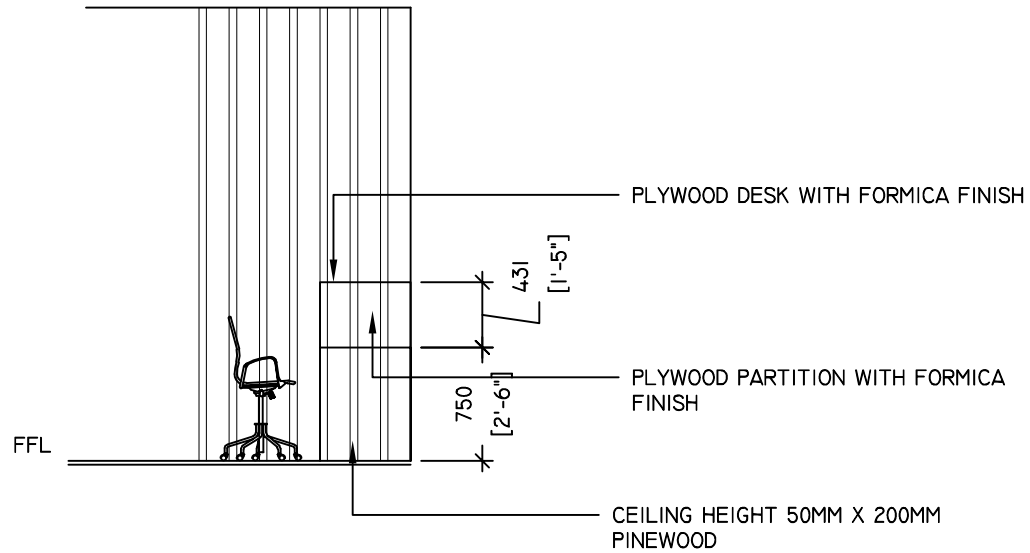 PLYWOOD DESK WITH FORMICA FINISH
431
[1'-5"]
PLYWOOD PARTITION WITH FORMICA
FINISH
750
[2'-6"]
FFL
CEILING HEIGHT 50MM X 200MM
PINEWOOD